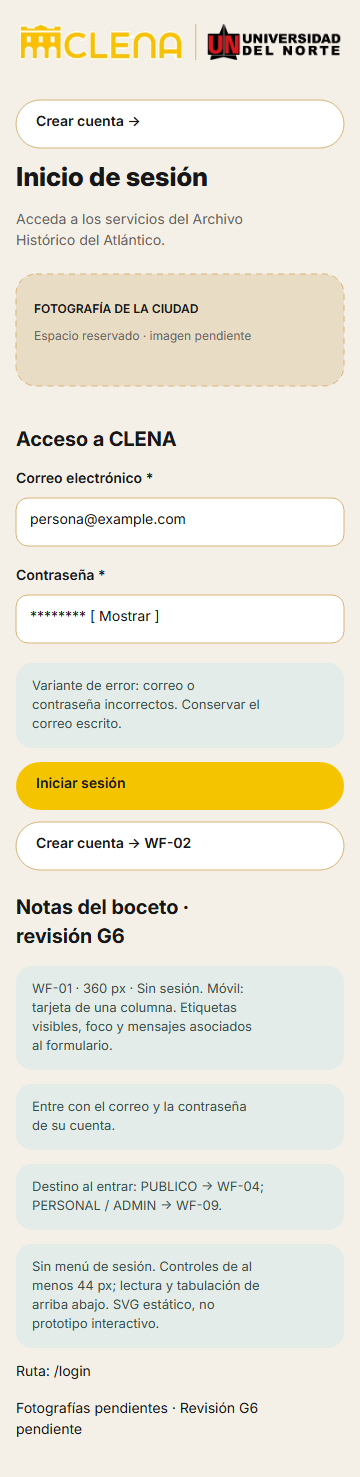 CLENA
UN UNIVERSIDAD
DEL NORTE
Crear cuenta →
Inicio de sesión
Acceda a los servicios del Archivo
Histórico del Atlántico.
FOTOGRAFÍA DE LA CIUDAD
Espacio reservado · imagen pendiente
Acceso a CLENA
Correo electrónico *
persona@example.com
Contraseña *
******** [ Mostrar ]
Variante de error: correo o
contraseña incorrectos. Conservar el
correo escrito.
Iniciar sesión
Crear cuenta → WF-02
Notas del boceto ·
revisión G6
WF-01 · 360 px · Sin sesión. Móvil:
tarjeta de una columna. Etiquetas
visibles, foco y mensajes asociados
al formulario.
Entre con el correo y la contraseña
de su cuenta.
Destino al entrar: PUBLICO → WF-04;
PERSONAL / ADMIN → WF-09.
Sin menú de sesión. Controles de al
menos 44 px; lectura y tabulación de
arriba abajo. SVG estático, no
prototipo interactivo.
Ruta: /login
Fotografías pendientes · Revisión G6
pendiente